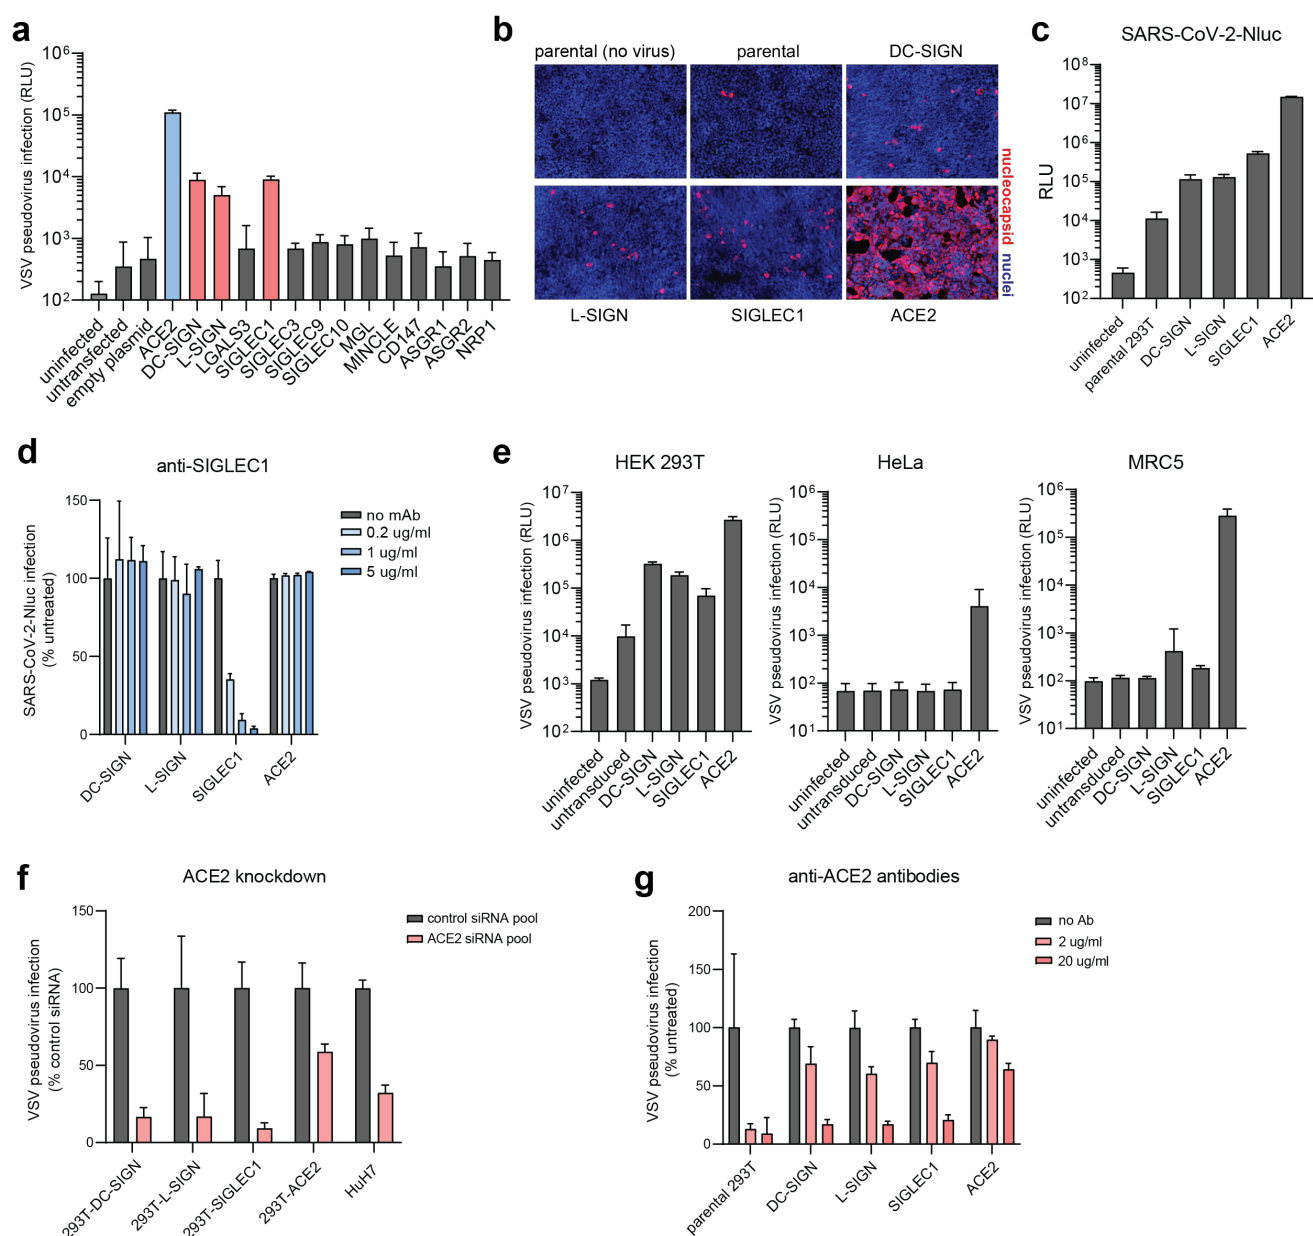 a
VSV pseudovirus infection (RLU)
10⁶
10⁵
10⁴
10³
10²
uninfected
untransfected
empty plasmid
ACE2
DC-SIGN
L-SIGN
LGALS3
SIGLEC1
SIGLEC3
SIGLEC9
SIGLEC10
MGL
MINCLE
CD147
ASGR1
ASGR2
NRP1
b
parental (no virus)
parental
DC-SIGN
L-SIGN
SIGLEC1
ACE2
nucleocapsid nuclei
c
SARS-CoV-2-Nluc
RLU
10⁸
10⁷
10⁶
10⁵
10⁴
10³
10²
uninfected
parental 293T
DC-SIGN
L-SIGN
SIGLEC1
ACE2
d
anti-SIGLEC1
SARS-CoV-2-Nluc infection
(% untreated)
150
100
50
0
DC-SIGN
L-SIGN
SIGLEC1
ACE2
no mAb
0.2 ug/ml
1 ug/ml
5 ug/ml
e
HEK 293T
VSV pseudovirus infection (RLU)
10⁷
10⁶
10⁵
10⁴
10³
10²
uninfected
untransduced
DC-SIGN
L-SIGN
SIGLEC1
ACE2
HeLa
VSV pseudovirus infection (RLU)
10⁶
10⁵
10⁴
10³
10²
10¹
uninfected
untransduced
DC-SIGN
L-SIGN
SIGLEC1
ACE2
MRC5
VSV pseudovirus infection (RLU)
10⁶
10⁵
10⁴
10³
10²
10¹
uninfected
untransduced
DC-SIGN
L-SIGN
SIGLEC1
ACE2
f
ACE2 knockdown
VSV pseudovirus infection
(% control siRNA)
150
100
50
0
293T-DC-SIGN
293T-L-SIGN
293T-SIGLEC1
293T-ACE2
HuH7
control siRNA pool
ACE2 siRNA pool
g
anti-ACE2 antibodies
VSV pseudovirus infection
(% untreated)
200
150
100
50
0
parental 293T
DC-SIGN
L-SIGN
SIGLEC1
ACE2
no Ab
2 ug/ml
20 ug/ml